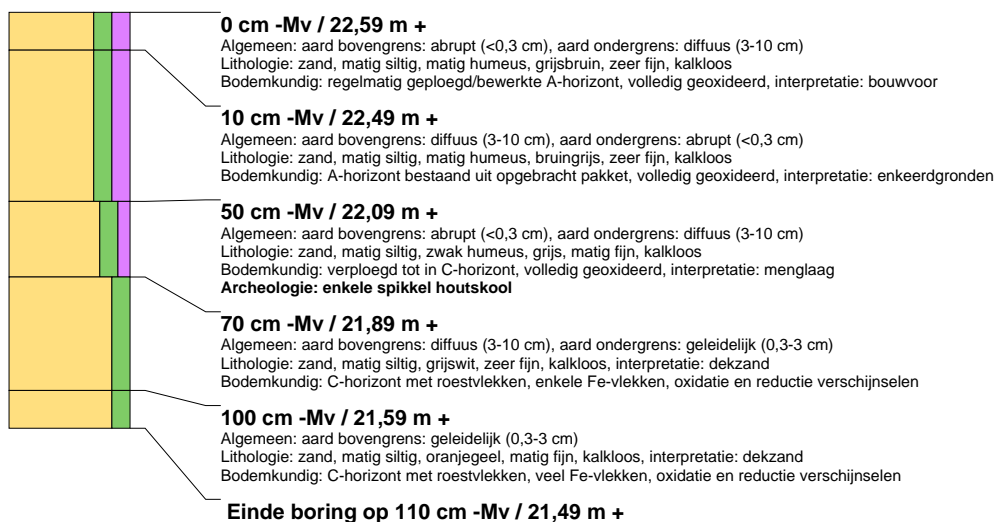 0 cm -Mv / 22,59 m +
Algemeen: aard bovengrens: abrupt (<0,3 cm), aard ondergrens: diffuus (3-10 cm)
Lithologie: zand, matig siltig, matig humeus, grijsbruin, zeer fijn, kalkloos
Bodemkundig: regelmatig geploegd/bewerkte A-horizont, volledig geoxideerd, interpretatie: bouwvoor
10 cm -Mv / 22,49 m +
Algemeen: aard bovengrens: diffuus (3-10 cm), aard ondergrens: abrupt (<0,3 cm)
Lithologie: zand, matig siltig, matig humeus, bruingrijs, zeer fijn, kalkloos
Bodemkundig: A-horizont bestaand uit opgebracht pakket, volledig geoxideerd, interpretatie: enkeerdgronden
50 cm -Mv / 22,09 m +
Algemeen: aard bovengrens: abrupt (<0,3 cm), aard ondergrens: diffuus (3-10 cm)
Lithologie: zand, matig siltig, zwak humeus, grijs, matig fijn, kalkloos
Bodemkundig: verploegd tot in C-horizont, volledig geoxideerd, interpretatie: menglaag
Archeologie: enkele spikkel houtskool
70 cm -Mv / 21,89 m +
Algemeen: aard bovengrens: diffuus (3-10 cm), aard ondergrens: geleidelijk (0,3-3 cm)
Lithologie: zand, matig siltig, grijswit, zeer fijn, kalkloos, interpretatie: dekzand
Bodemkundig: C-horizont met roestvlekken, enkele Fe-vlekken, oxidatie en reductie verschijnselen
100 cm -Mv / 21,59 m +
Algemeen: aard bovengrens: geleidelijk (0,3-3 cm)
Lithologie: zand, matig siltig, oranjegeel, matig fijn, kalkloos, interpretatie: dekzand
Bodemkundig: C-horizont met roestvlekken, veel Fe-vlekken, oxidatie en reductie verschijnselen
Einde boring op 110 cm -Mv / 21,49 m +